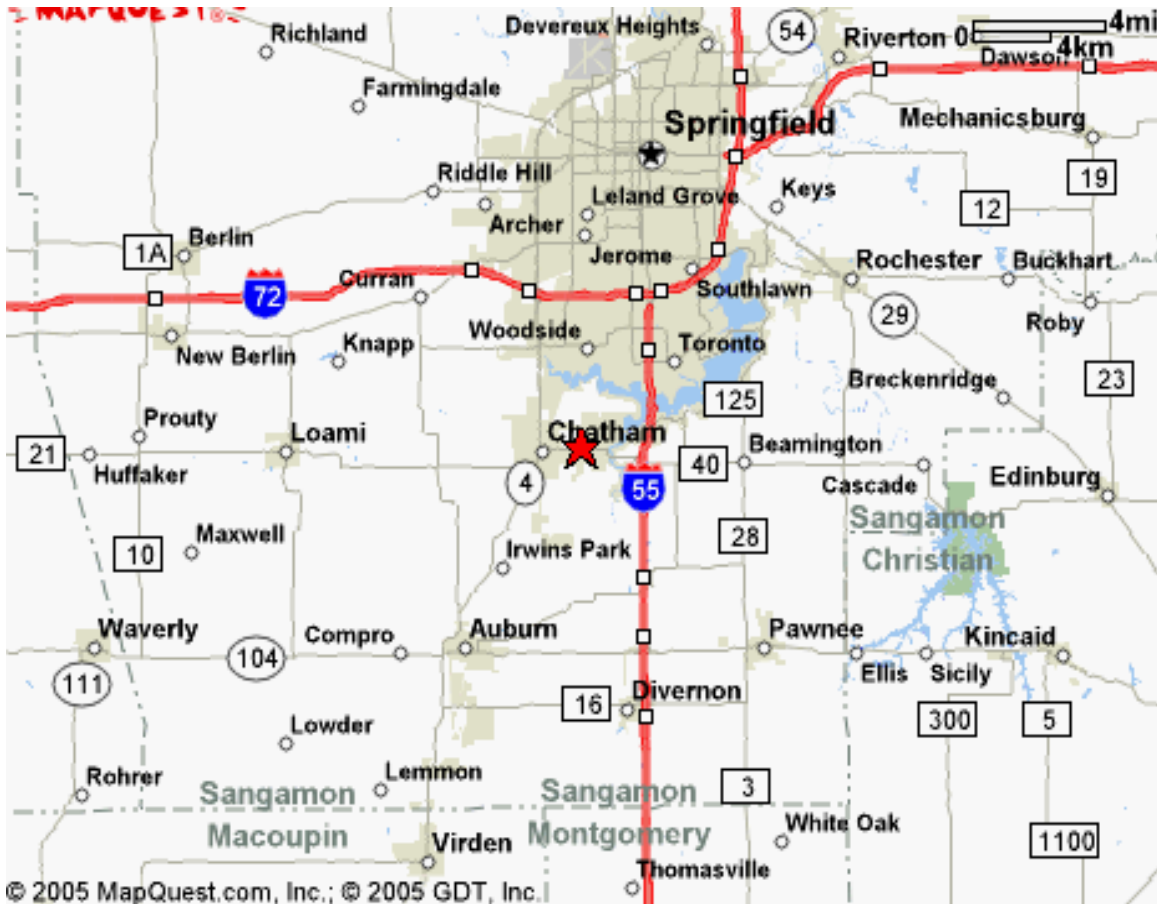 MAPQUEST
Richland
Devereux Heights
54
Riverton
0
4mi
4km
Dawson
Farmingdale
Springfield
Mechanicsburg
Riddle Hill
Leland Grove
Keys
19
Archer
12
1A
Berlin
Jerome
Rochester
Buckhart
72
Curran
Southlawn
29
Roby
New Berlin
Knapp
Woodside
Toronto
Breckenridge
23
125
Prouty
Loami
Chatham
Beamington
21
Huffaker
4
55
40
Cascade
Edinburg
Maxwell
10
Irwins Park
28
Sangamon
Christian
Waverly
104
Compro
Auburn
Pawnee
Kincaid
111
Ellis
Sicily
16
Divernon
300
5
Lowder
Rohrer
Lemmon
3
Sangamon
Sangamon
Macoupin
Montgomery
White Oak
1100
Virden
Thomasville
© 2005 MapQuest.com, Inc.; © 2005 GDT, Inc.